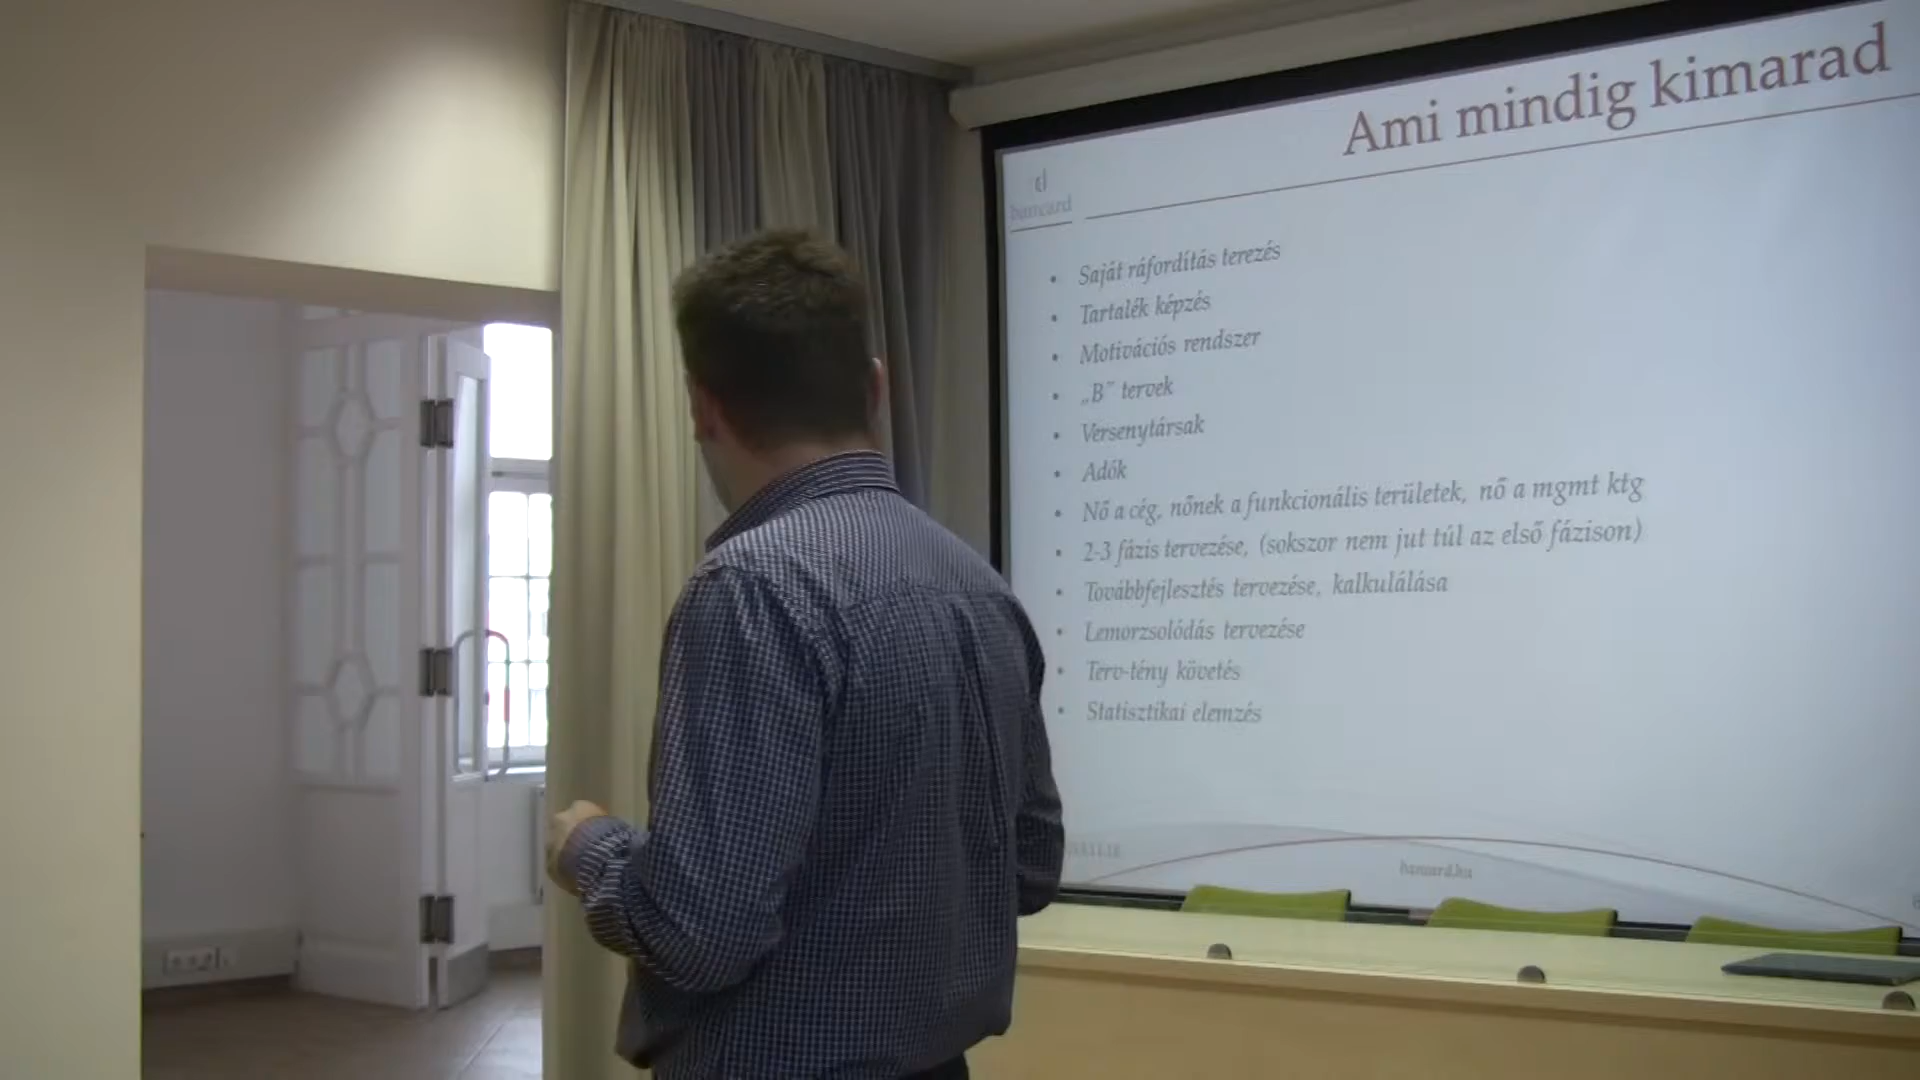 Ami mindig kimarad
bancard
• Saját ráfordítás terezés
• Tartalék képzés
• Motivációs rendszer
• „B” tervek
• Versenytársak
• Adók
• Nő a cég, nőnek a funkcionális területek, nő a mgmt ktg
• 2-3 fázis tervezése, (sokszor nem jut túl az első fázison)
• Továbbfejlesztés tervezése, kalkulálása
• Lemorzsolódás tervezése
• Terv-tény követés
• Statisztikai elemzés
bancard.hu